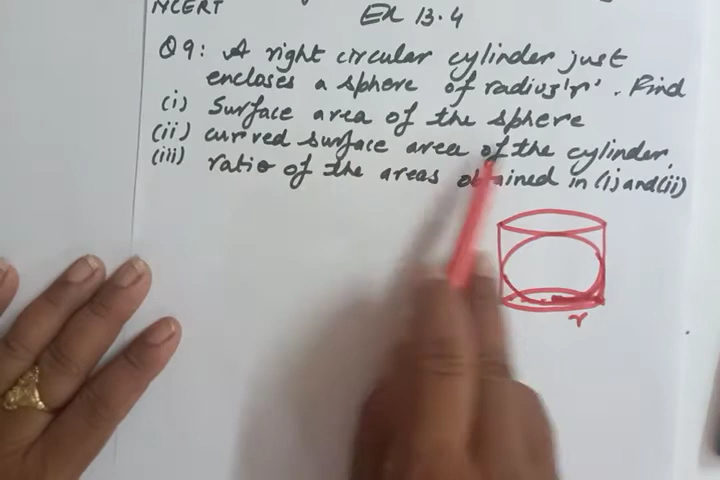 NCERT
Ex 13.4
Q9: A right circular cylinder just
encloses a sphere of radius 'r'. Find
(i) Surface area of the sphere
(ii) curved surface area of the cylinder.
(iii) ratio of the areas obtained in (i) and (ii)
r